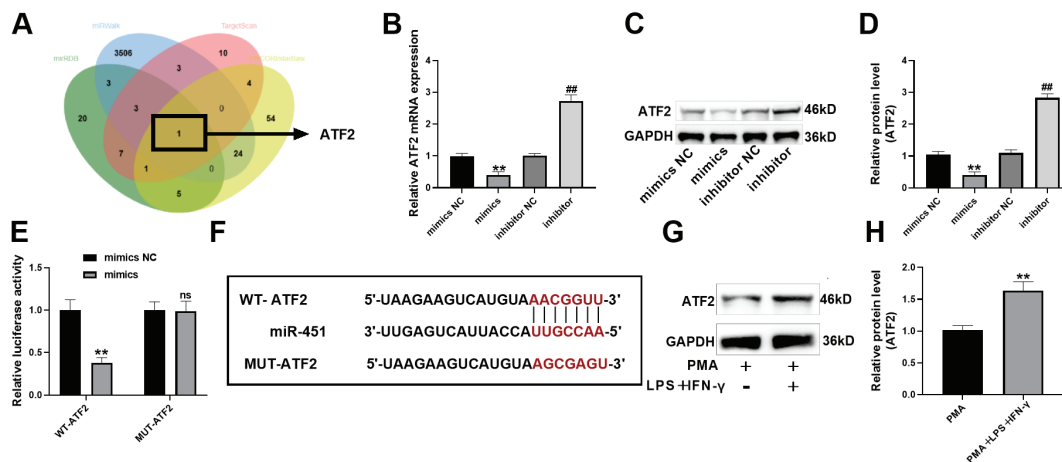 A
miRWalk
TargetScan
miRDB
3506
10
3
3
4
20
3
0
54
1
ATF2
7
24
1
0
5
B
Relative ATF2 mRNA expression
4
3
2
1
0
**
##
mimics NC
mimics
inhibitor NC
inhibitor
C
ATF2
46kD
GAPDH
36kD
mimics NC
mimics
inhibitor NC
inhibitor
D
Relative protein level
(ATF2)
4
3
2
1
0
**
##
mimics NC
mimics
inhibitor NC
inhibitor
E
mimics NC
mimics
Relative luciferase activity
1.5
1.0
0.5
0.0
**
ns
WT-ATF2
MUT-ATF2
F
WT- ATF2 5'-UAAGAAGUCAUGUAAACGGUU-3'
miR-451 3'-UUGAGUCAUUACCAUUGCCAA-5'
MUT-ATF2 5'-UAAGAAGUCAUGUAAGCGAGU-3'
G
ATF2
46kD
GAPDH
36kD
PMA + +
LPS+IFN-γ - +
H
Relative protein level
(ATF2)
2.0
1.5
1.0
0.5
0.0
**
PMA
PMA+LPS+IFN-γ